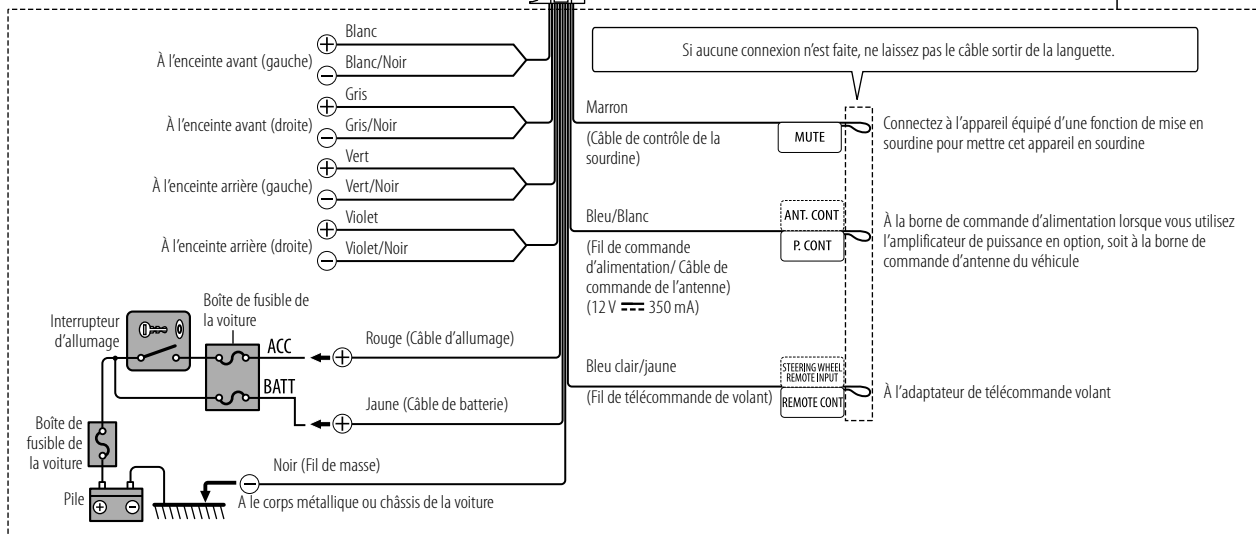 Blanc
À l'enceinte avant (gauche)
Blanc/Noir
Gris
À l'enceinte avant (droite)
Gris/Noir
Vert
À l'enceinte arrière (gauche)
Vert/Noir
Violet
À l'enceinte arrière (droite)
Violet/Noir
Si aucune connexion n'est faite, ne laissez pas le câble sortir de la languette.
Marron
(Câble de contrôle de la
sourdine)
MUTE
Connectez à l'appareil équipé d'une fonction de mise en
sourdine pour mettre cet appareil en sourdine
Bleu/Blanc
(Fil de commande
d'alimentation/ Câble de
commande de l'antenne)
(12 V ⎓ 350 mA)
ANT. CONT
P. CONT
À la borne de commande d'alimentation lorsque vous utilisez
l'amplificateur de puissance en option, soit à la borne de
commande d'antenne du véhicule
Bleu clair/jaune
(Fil de télécommande de volant)
STEERING WHEEL
REMOTE INPUT
REMOTE CONT
À l'adaptateur de télécommande volant
Interrupteur
d'allumage
Boîte de fusible de
la voiture
ACC
Rouge (Câble d'allumage)
BATT
Jaune (Câble de batterie)
Boîte de
fusible de
la voiture
Noir (Fil de masse)
Pile
A le corps métallique ou châssis de la voiture